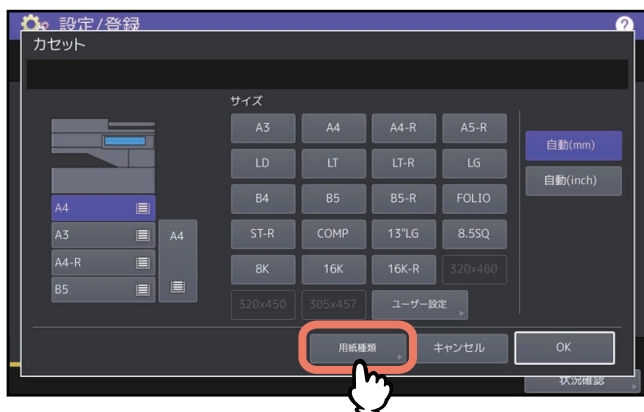 設定/登録
?
カセット
サイズ
A3 A4 A4-R A5-R
自動(mm)
LD LT LT-R LG
自動(inch)
A4
B4 B5 B5-R FOLIO
A3 A4
ST-R COMP 13"LG 8.5SQ
A4-R
8K 16K 16K-R 320x460
B5
320x450 305x457 ユーザー設定
用紙種類 キャンセル OK
状況確認